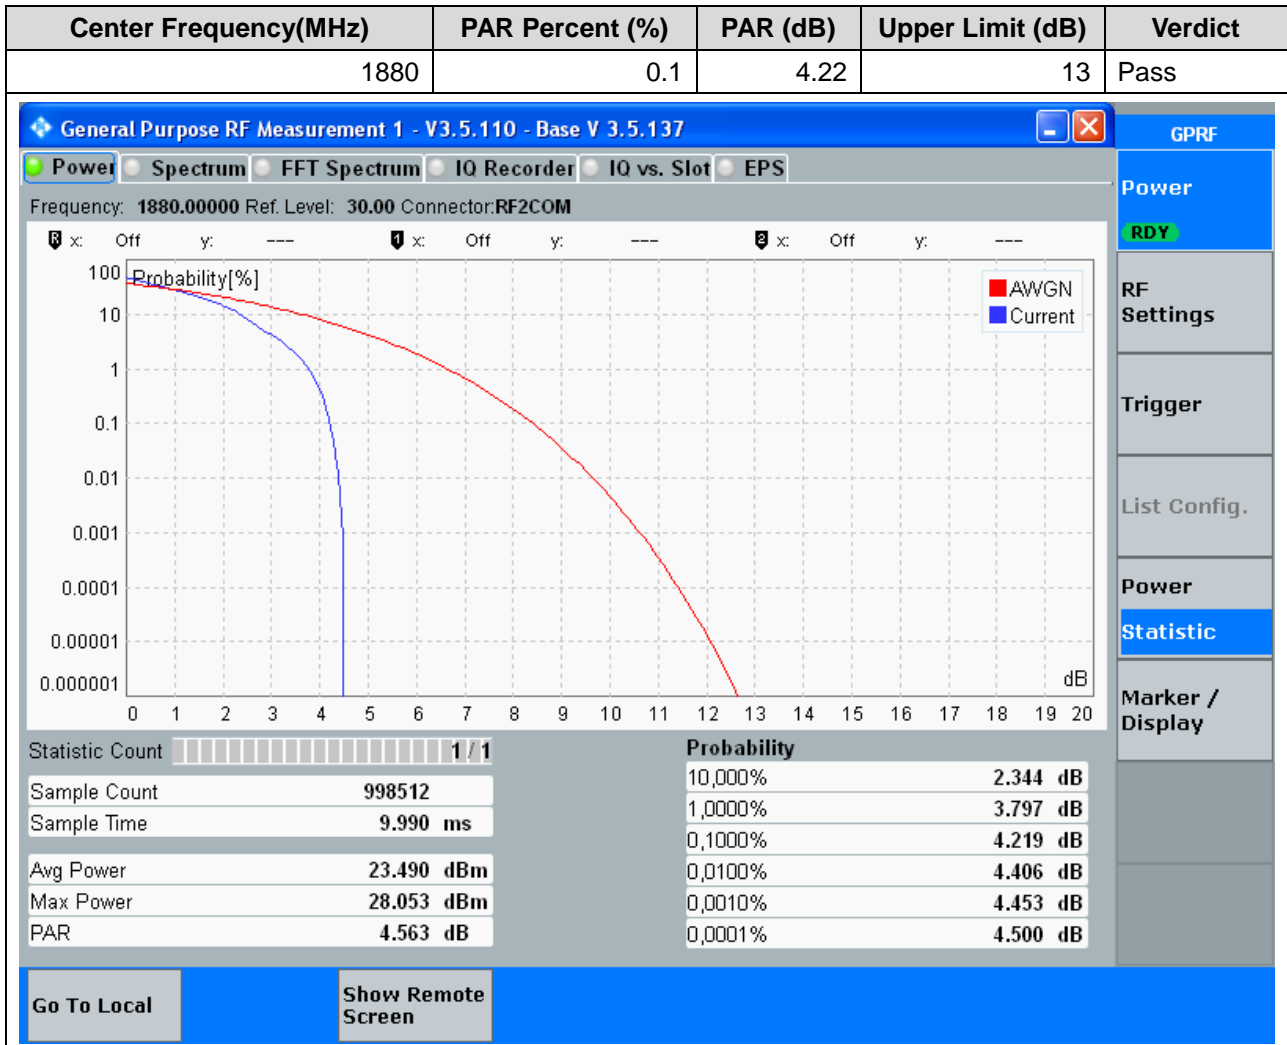 Center Frequency(MHz) PAR Percent (%) PAR (dB) Upper Limit (dB) Verdict
1880 0.1 4.22 13 Pass
General Purpose RF Measurement 1 - V3.5.110 - Base V 3.5.137
GPRF
Power Spectrum FFT Spectrum IQ Recorder IQ vs. Slot EPS
Frequency: 1880.00000 Ref. Level: 30.00 Connector:RF2COM
R x: Off y: --- 1 x: Off y: --- 2 x: Off y: ---
Probability[%]
100
10
1
0.1
0.01
0.001
0.0001
0.00001
0.000001
AWGN
Current
dB
0 1 2 3 4 5 6 7 8 9 10 11 12 13 14 15 16 17 18 19 20
Statistic Count 1 / 1
Sample Count 998512
Sample Time 9.990 ms
Avg Power 23.490 dBm
Max Power 28.053 dBm
PAR 4.563 dB
Probability
10,000% 2.344 dB
1,0000% 3.797 dB
0,1000% 4.219 dB
0,0100% 4.406 dB
0,0010% 4.453 dB
0,0001% 4.500 dB
Power
RDY
RF
Settings
Trigger
List Config.
Power
Statistic
Marker /
Display
Go To Local
Show Remote
Screen